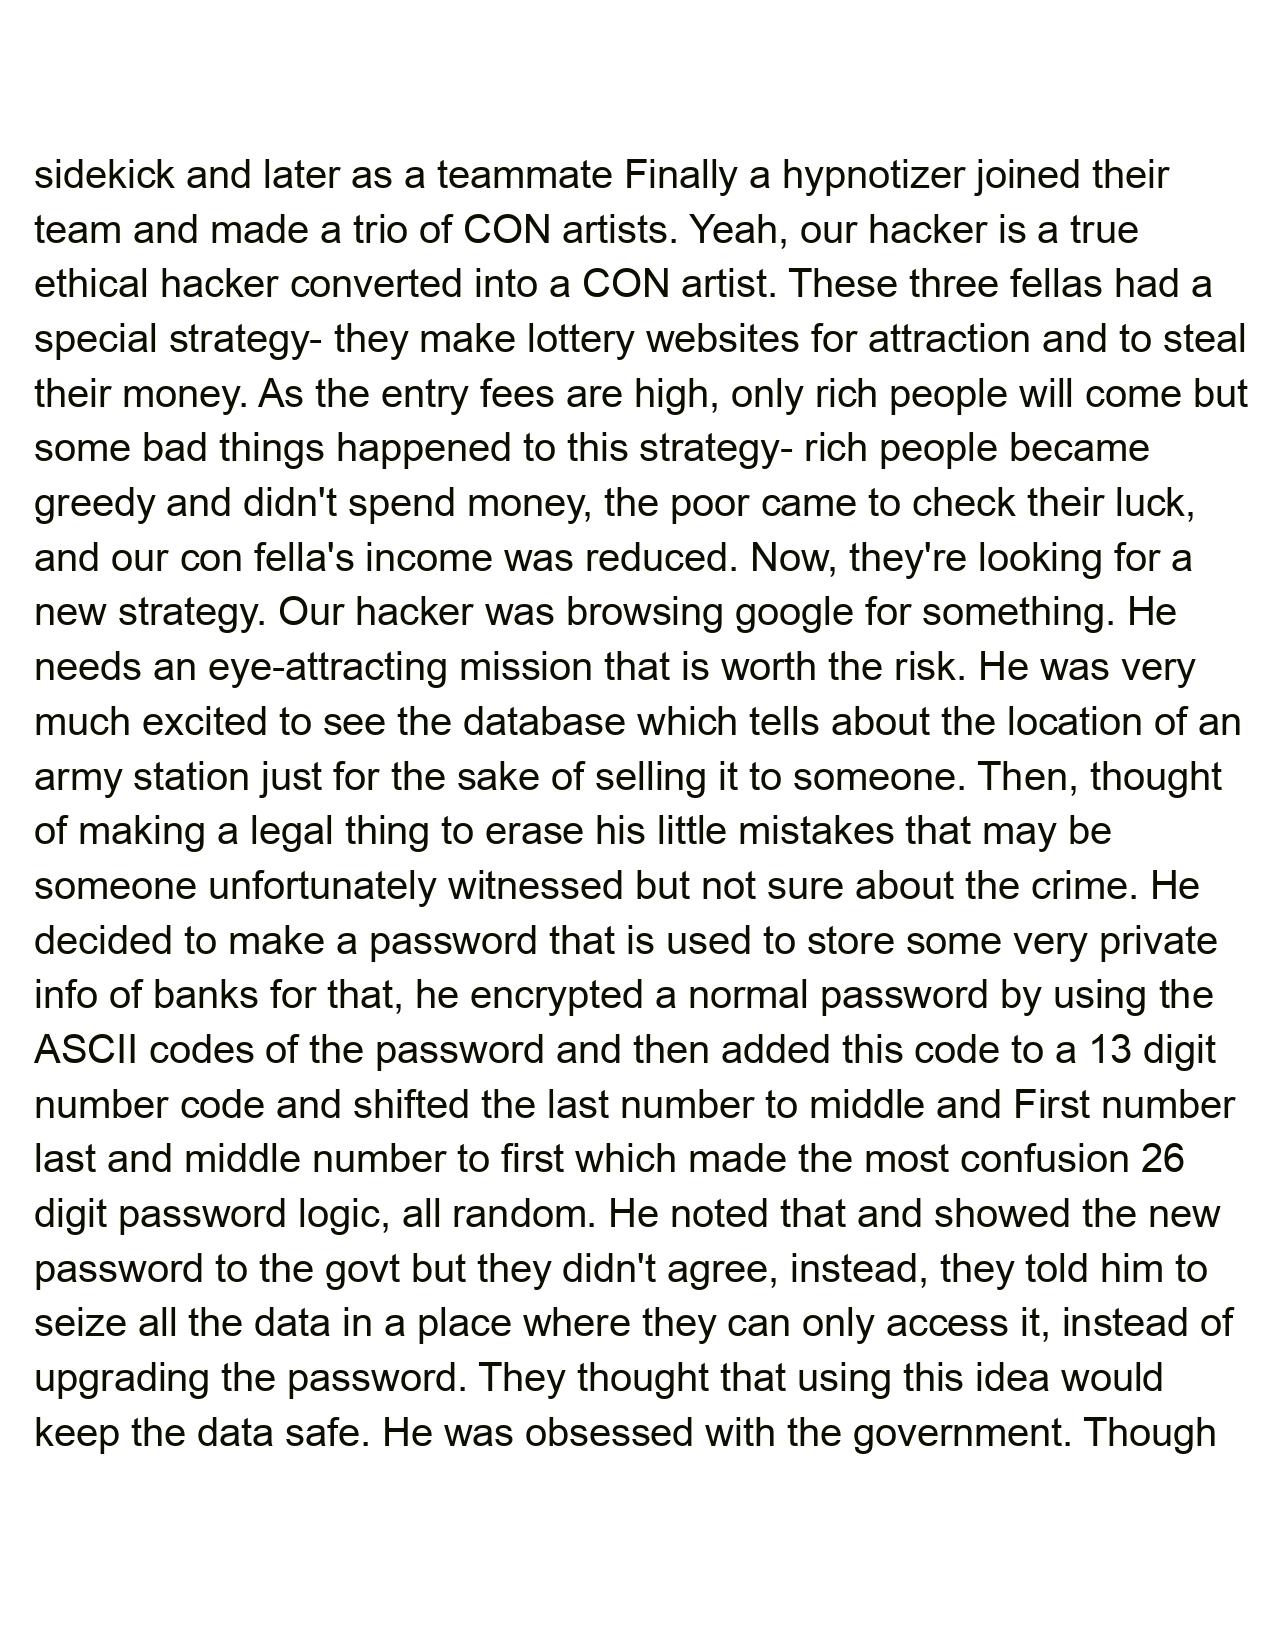 sidekick and later as a teammate Finally a hypnotizer joined their
team and made a trio of CON artists. Yeah, our hacker is a true
ethical hacker converted into a CON artist. These three fellas had a
special strategy- they make lottery websites for attraction and to steal
their money. As the entry fees are high, only rich people will come but
some bad things happened to this strategy- rich people became
greedy and didn't spend money, the poor came to check their luck,
and our con fella's income was reduced. Now, they're looking for a
new strategy. Our hacker was browsing google for something. He
needs an eye-attracting mission that is worth the risk. He was very
much excited to see the database which tells about the location of an
army station just for the sake of selling it to someone. Then, thought
of making a legal thing to erase his little mistakes that may be
someone unfortunately witnessed but not sure about the crime. He
decided to make a password that is used to store some very private
info of banks for that, he encrypted a normal password by using the
ASCII codes of the password and then added this code to a 13 digit
number code and shifted the last number to middle and First number
last and middle number to first which made the most confusion 26
digit password logic, all random. He noted that and showed the new
password to the govt but they didn't agree, instead, they told him to
seize all the data in a place where they can only access it, instead of
upgrading the password. They thought that using this idea would
keep the data safe. He was obsessed with the government. Though